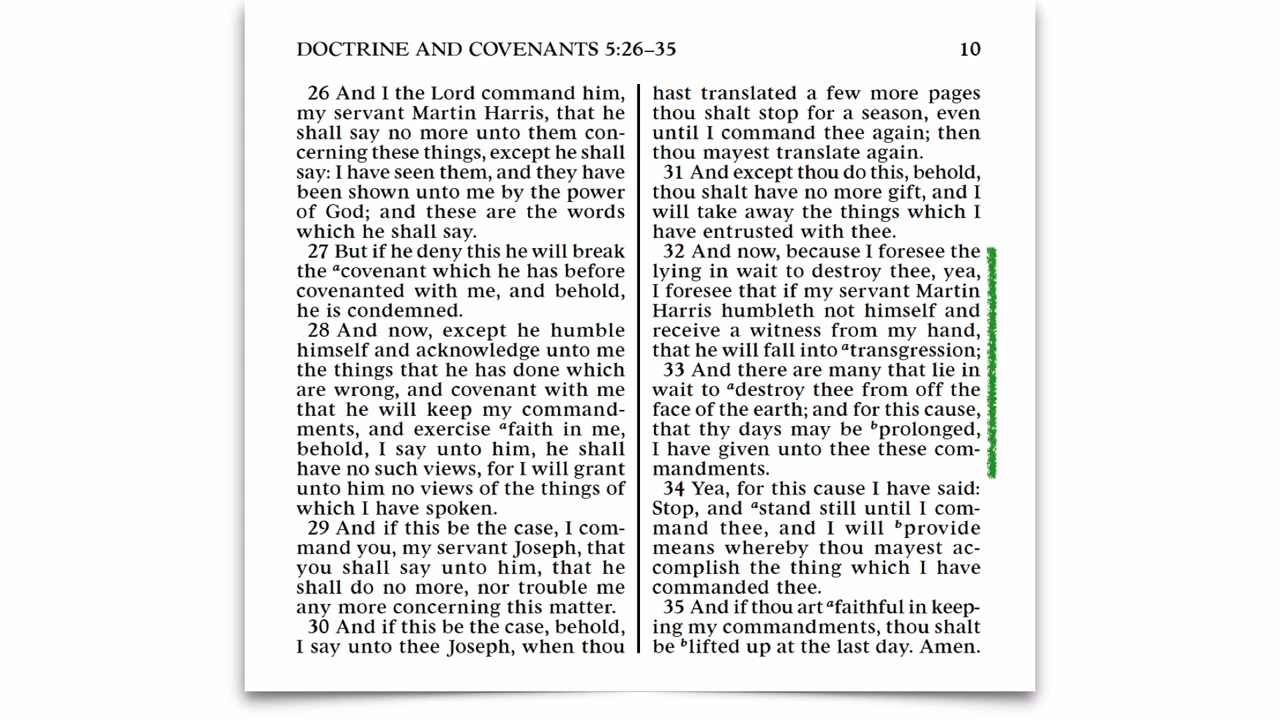 DOCTRINE AND COVENANTS 5:26–35
10
26 And I the Lord command him,
my servant Martin Harris, that he
shall say no more unto them con-
cerning these things, except he shall
say: I have seen them, and they have
been shown unto me by the power
of God; and these are the words
which he shall say.
27 But if he deny this he will break
the ᵃcovenant which he has before
covenanted with me, and behold,
he is condemned.
28 And now, except he humble
himself and acknowledge unto me
the things that he has done which
are wrong, and covenant with me
that he will keep my command-
ments, and exercise ᵃfaith in me,
behold, I say unto him, he shall
have no such views, for I will grant
unto him no views of the things of
which I have spoken.
29 And if this be the case, I com-
mand you, my servant Joseph, that
you shall say unto him, that he
shall do no more, nor trouble me
any more concerning this matter.
30 And if this be the case, behold,
I say unto thee Joseph, when thou
hast translated a few more pages
thou shalt stop for a season, even
until I command thee again; then
thou mayest translate again.
31 And except thou do this, behold,
thou shalt have no more gift, and I
will take away the things which I
have entrusted with thee.
32 And now, because I foresee the
lying in wait to destroy thee, yea,
I foresee that if my servant Martin
Harris humbleth not himself and
receive a witness from my hand,
that he will fall into ᵃtransgression;
33 And there are many that lie in
wait to ᵃdestroy thee from off the
face of the earth; and for this cause,
that thy days may be ᵇprolonged,
I have given unto thee these com-
mandments.
34 Yea, for this cause I have said:
Stop, and ᵃstand still until I com-
mand thee, and I will ᵇprovide
means whereby thou mayest ac-
complish the thing which I have
commanded thee.
35 And if thou art ᵃfaithful in keep-
ing my commandments, thou shalt
be ᵇlifted up at the last day. Amen.